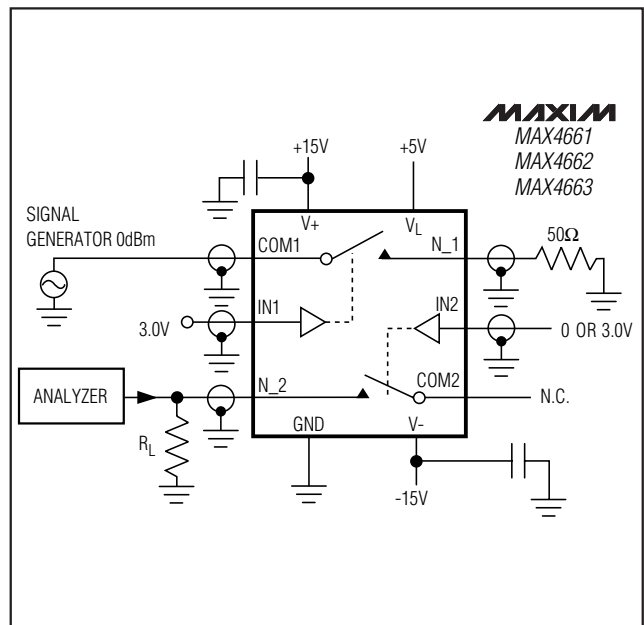 MAXIM
MAX4661
MAX4662
MAX4663
+15V
+5V
SIGNAL
GENERATOR 0dBm
V+
VL
COM1
N_1
50Ω
IN1
IN2
3.0V
0 OR 3.0V
ANALYZER
N_2
COM2
N.C.
RL
GND
V-
-15V